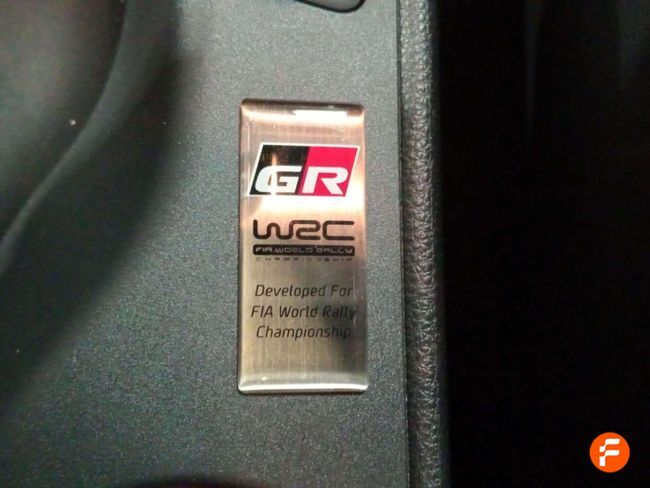 GR
WRC
FIA WORLD RALLY
CHAMPIONSHIP
Developed For
FIA World Rally
Championship
F